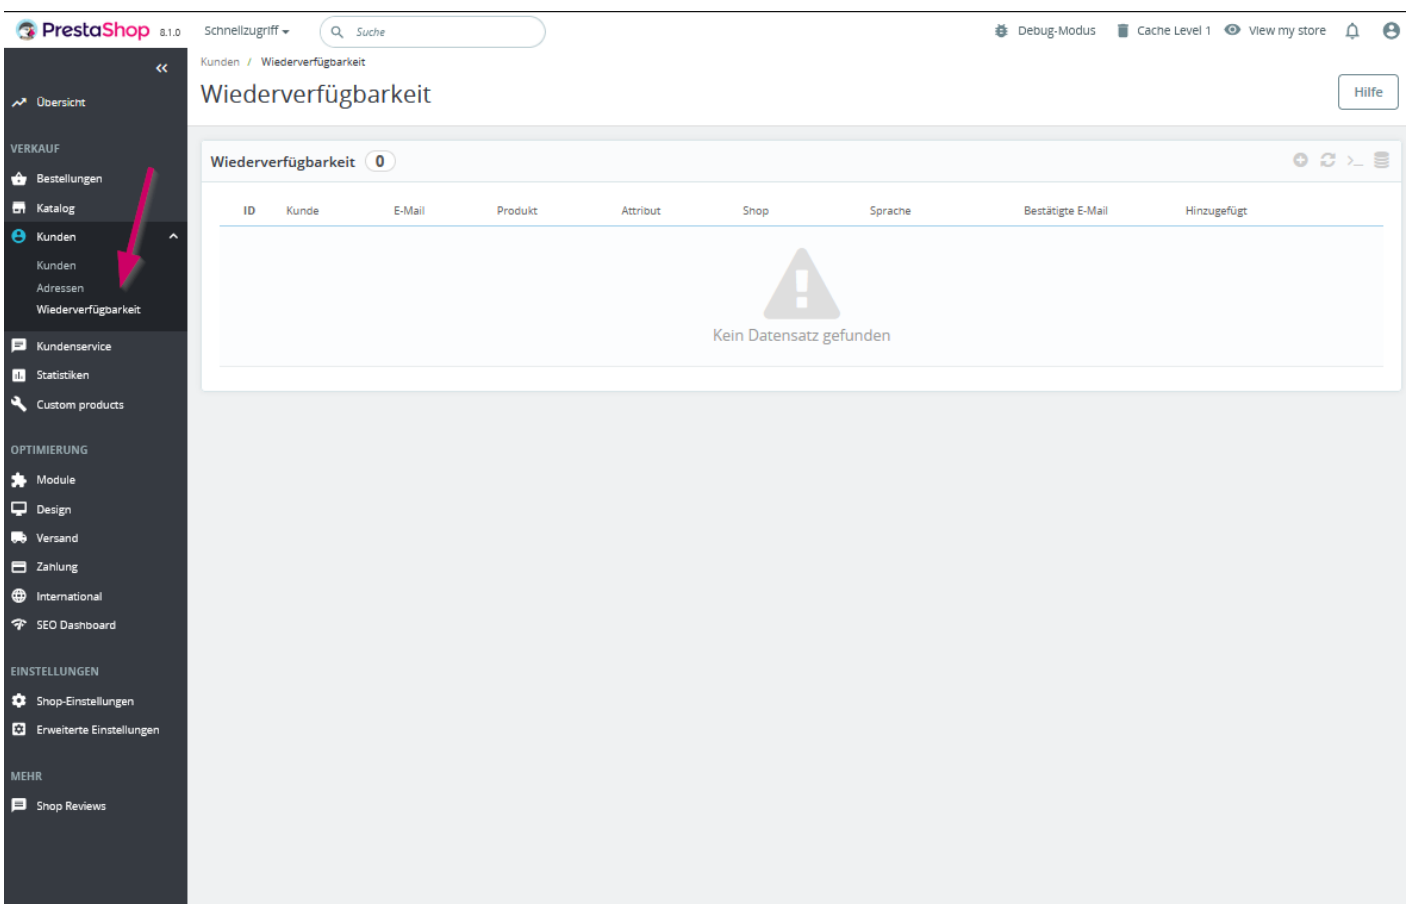 PrestaShop 8.1.0 Schnellzugriff Suche Debug-Modus Cache Level 1 View my store
Kunden / Wiederverfügbarkeit
Wiederverfügbarkeit
Hilfe
Übersicht
VERKAUF
Bestellungen
Katalog
Kunden
Kunden
Adressen
Wiederverfügbarkeit
Kundenservice
Statistiken
Custom products
OPTIMIERUNG
Module
Design
Versand
Zahlung
International
SEO Dashboard
EINSTELLUNGEN
Shop-Einstellungen
Erweiterte Einstellungen
MEHR
Shop Reviews
Wiederverfügbarkeit 0
ID Kunde E-Mail Produkt Attribut Shop Sprache Bestätigte E-Mail Hinzugefügt
Kein Datensatz gefunden